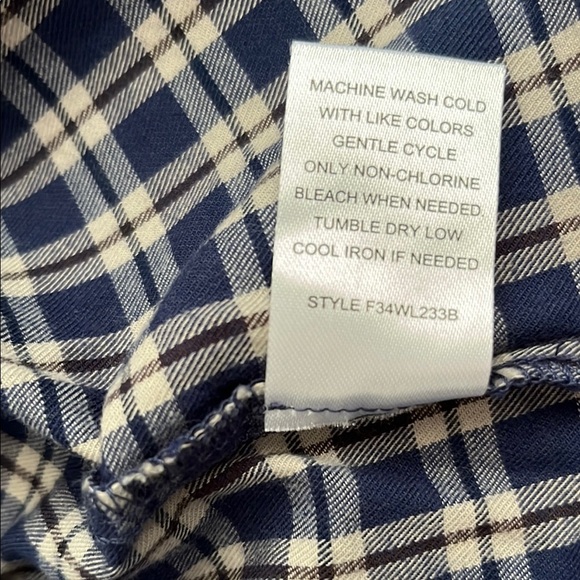 MACHINE WASH COLD
WITH LIKE COLORS
GENTLE CYCLE
ONLY NON-CHLORINE
BLEACH WHEN NEEDED
TUMBLE DRY LOW
COOL IRON IF NEEDED
STYLE F34WL233B